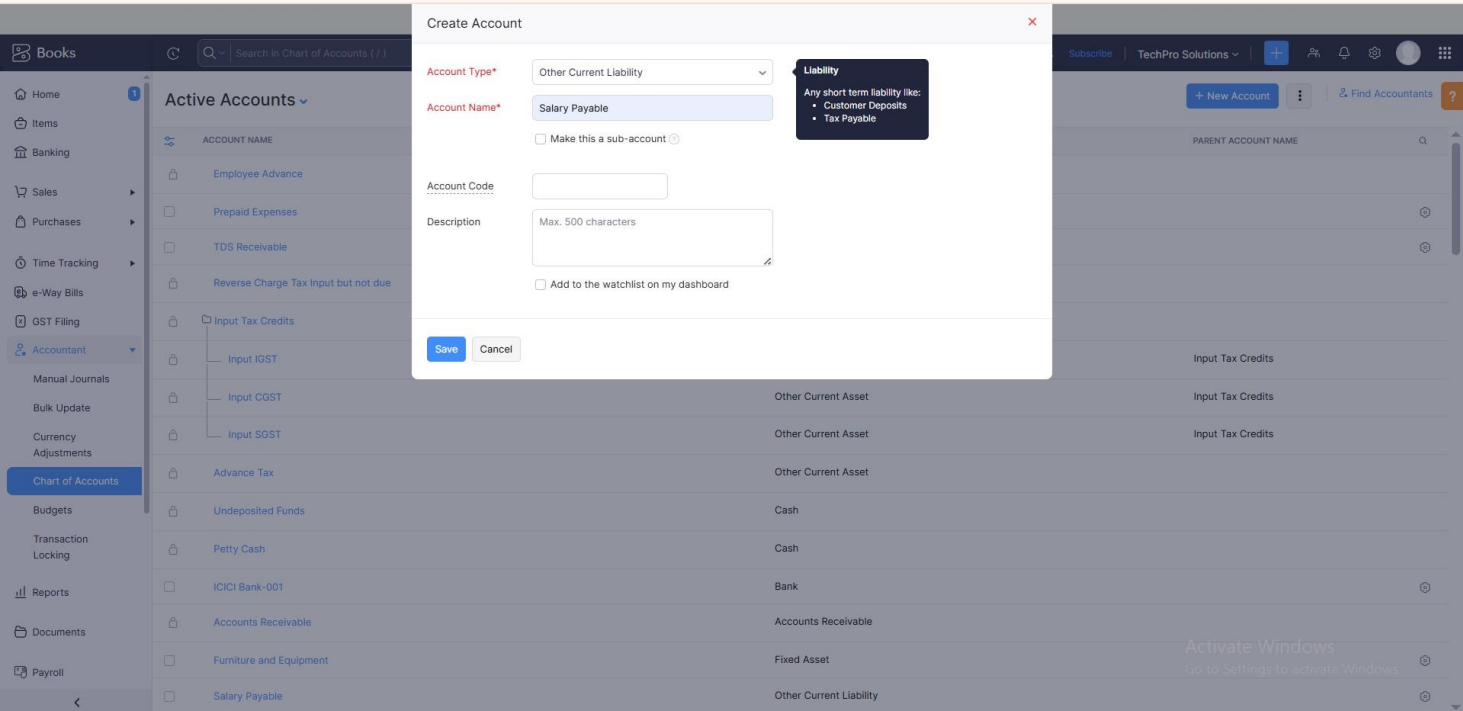 Create Account
Books
Search in Chart of Accounts ( / )
Subscribe
TechPro Solutions
Account Type*
Other Current Liability
Liability
Any short term liability like:
• Customer Deposits
• Tax Payable
Account Name*
Salary Payable
Make this a sub-account
Account Code
Description
Max. 500 characters
Add to the watchlist on my dashboard
Save
Cancel
Home
1
Items
Banking
Sales
Purchases
Time Tracking
e-Way Bills
GST Filing
Accountant
Manual Journals
Bulk Update
Currency
Adjustments
Chart of Accounts
Budgets
Transaction
Locking
Reports
Documents
Payroll
Active Accounts
+ New Account
Find Accountants
?
ACCOUNT NAME
PARENT ACCOUNT NAME
Employee Advance
Prepaid Expenses
TDS Receivable
Reverse Charge Tax Input but not due
Input Tax Credits
Input IGST Input Tax Credits
Input CGST Other Current Asset Input Tax Credits
Input SGST Other Current Asset Input Tax Credits
Advance Tax Other Current Asset
Undeposited Funds Cash
Petty Cash Cash
ICICI Bank-001 Bank
Accounts Receivable Accounts Receivable
Furniture and Equipment Fixed Asset
Salary Payable Other Current Liability
Activate Windows
Go to Settings to activate Windows.